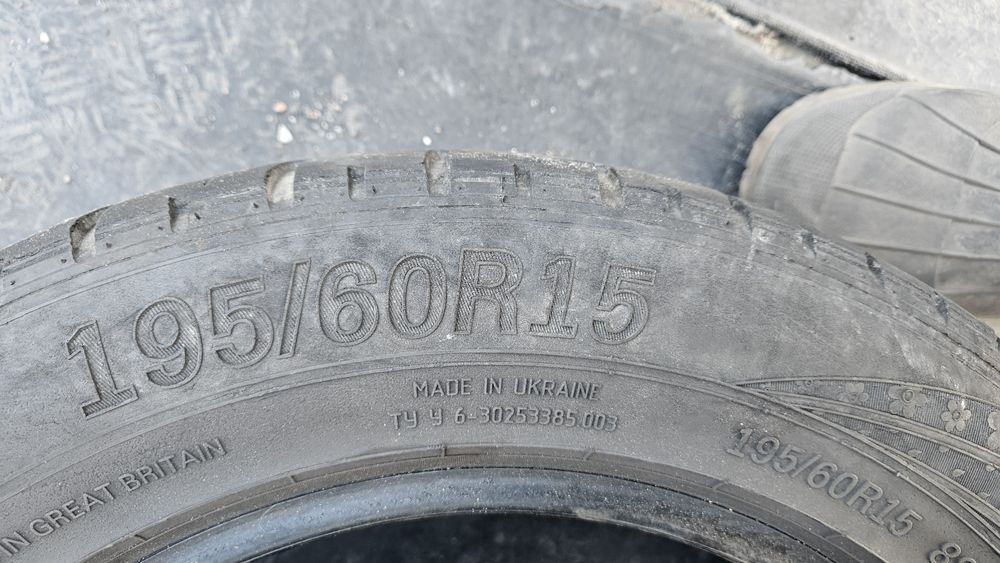 195/60R15
MADE IN UKRAINE
ТУ У 6-30253385.003
IN GREAT BRITAIN
195/60R15